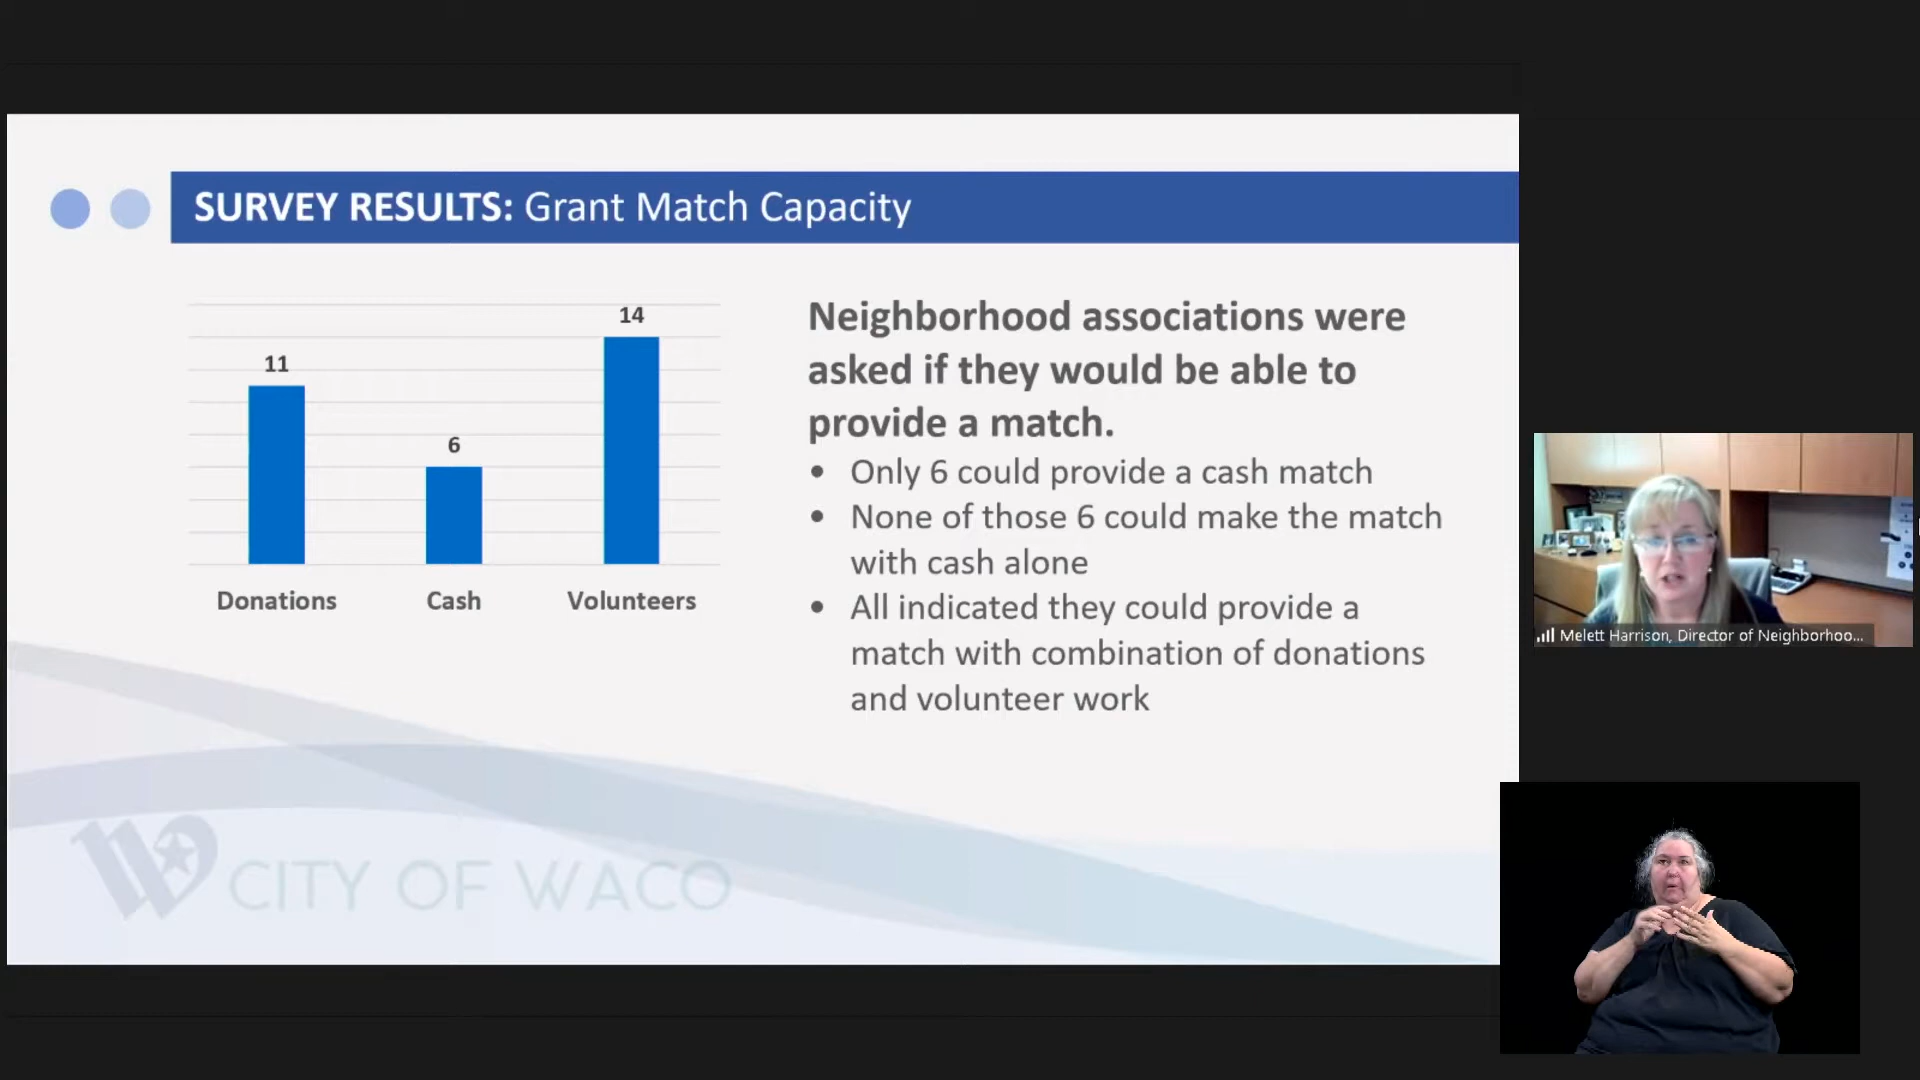 SURVEY RESULTS: Grant Match Capacity
11
6
14
Donations
Cash
Volunteers
Neighborhood associations were
asked if they would be able to
provide a match.
• Only 6 could provide a cash match
• None of those 6 could make the match
with cash alone
• All indicated they could provide a
match with combination of donations
and volunteer work
CITY OF WACO
Melett Harrison, Director of Neighborhoo...